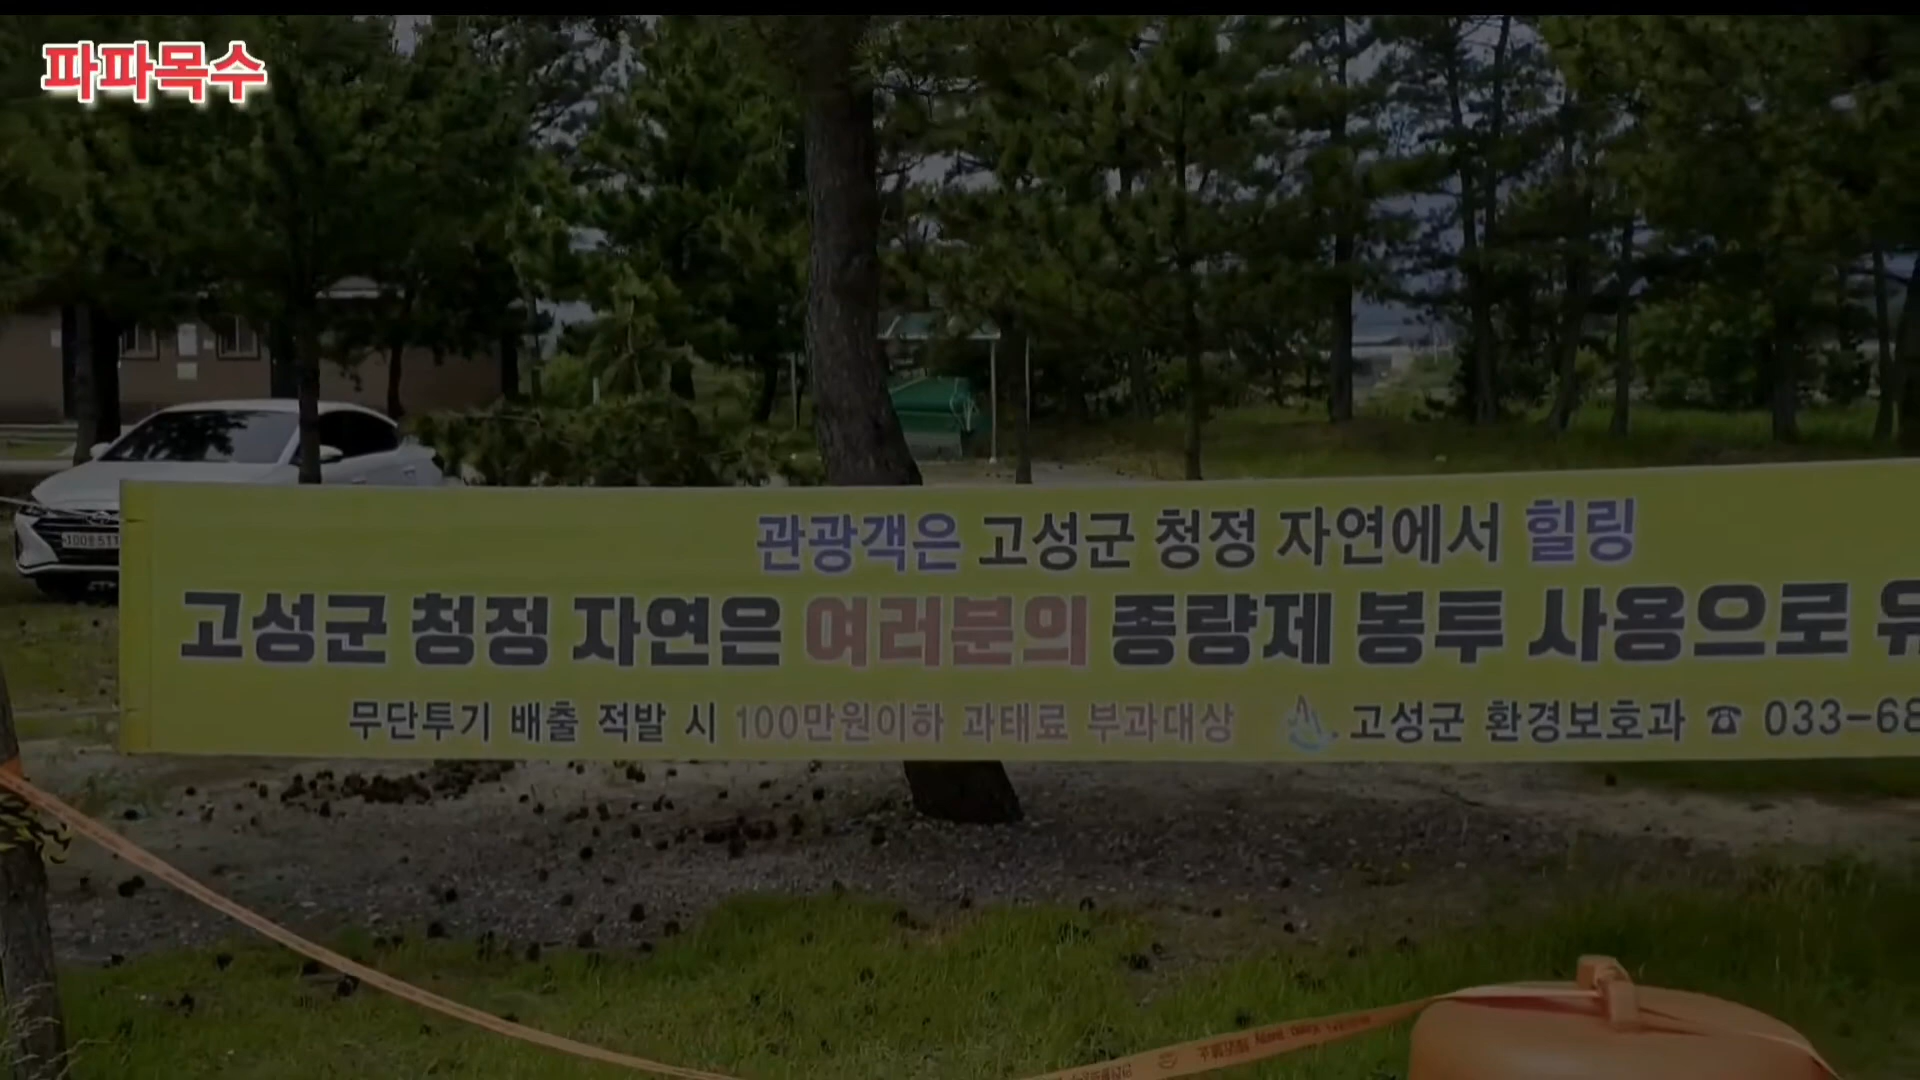 파파목수
관광객은 고성군 청정 자연에서 힐링
고성군 청정 자연은 여러분의 종량제 봉투 사용으로
무단투기 배출 적발 시 100만원이하 과태료 부과대상 고성군 환경보호과 ☎ 033-68